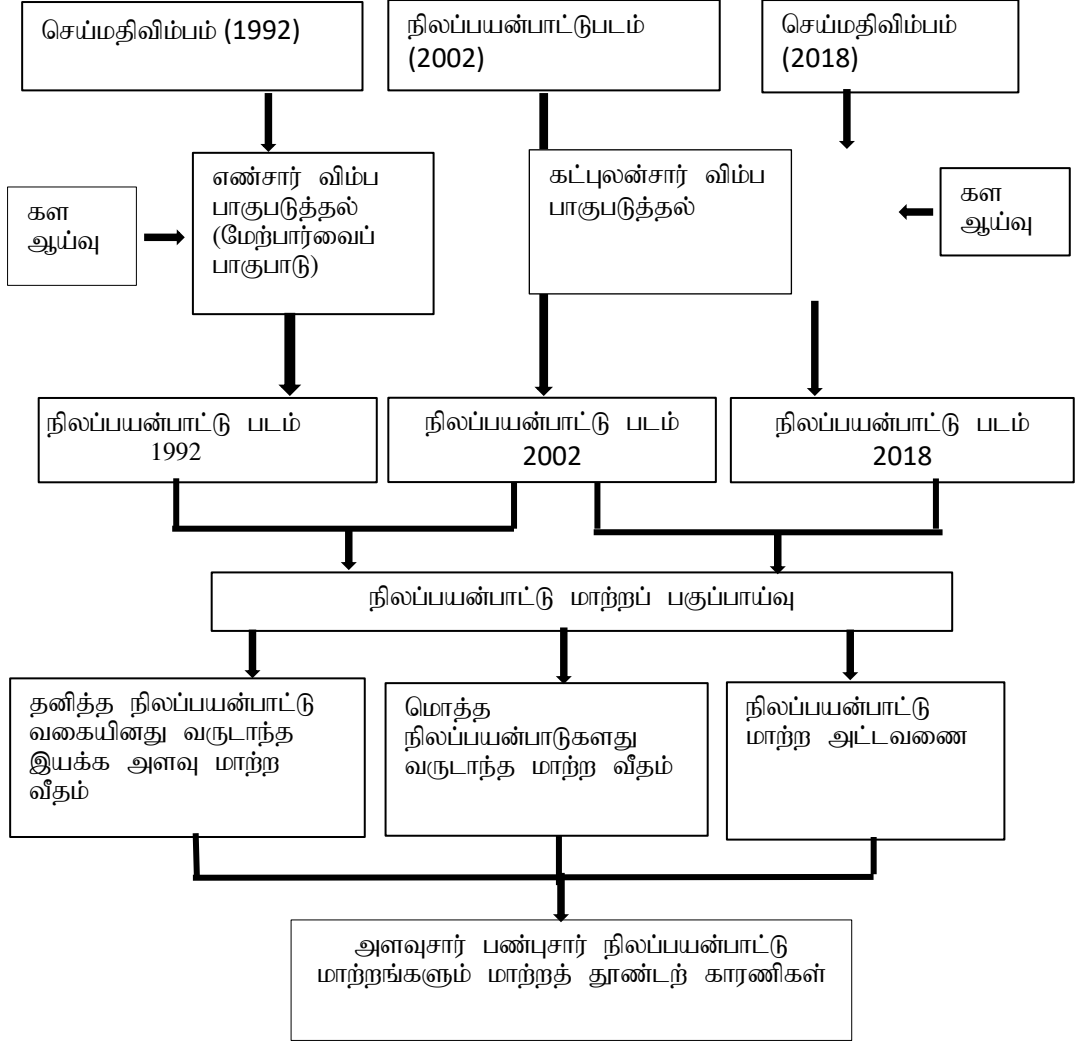 செய்மதிவிம்பம் (1992)
நிலப்பயன்பாட்டுபடம்
(2002)
செய்மதிவிம்பம்
(2018)
எண்சார் விம்ப
பாகுபடுத்தல்
(மேற்பார்வைப்
பாகுபாடு)
கட்புலன்சார் விம்ப
பாகுபடுத்தல்
கள
ஆய்வு
கள
ஆய்வு
நிலப்பயன்பாட்டு படம்
1992
நிலப்பயன்பாட்டு படம்
2002
நிலப்பயன்பாட்டு படம்
2018
நிலப்பயன்பாட்டு மாற்றப் பகுப்பாய்வு
தனித்த நிலப்பயன்பாட்டு
வகையினது வருடாந்த
இயக்க அளவு மாற்ற
வீதம்
மொத்த
நிலப்பயன்பாடுகளது
வருடாந்த மாற்ற வீதம்
நிலப்பயன்பாட்டு
மாற்ற அட்டவணை
அளவுசார் பண்புசார் நிலப்பயன்பாட்டு
மாற்றங்களும் மாற்றத் தூண்டற் காரணிகள்